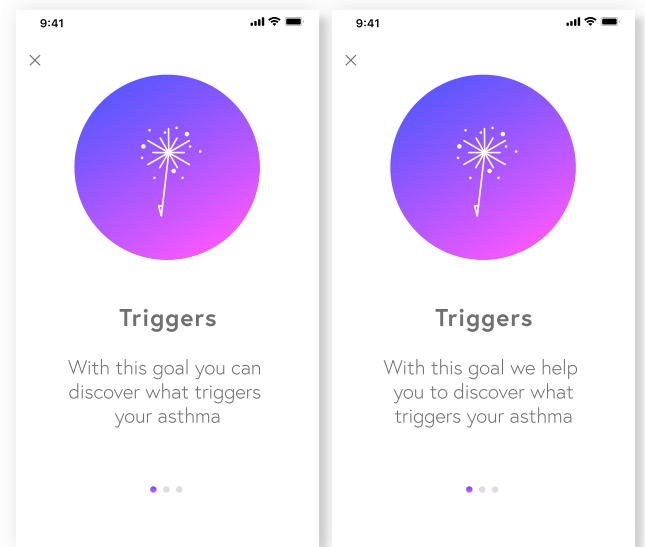 9:41
Triggers
With this goal you can
discover what triggers
your asthma
9:41
Triggers
With this goal we help
you to discover what
triggers your asthma